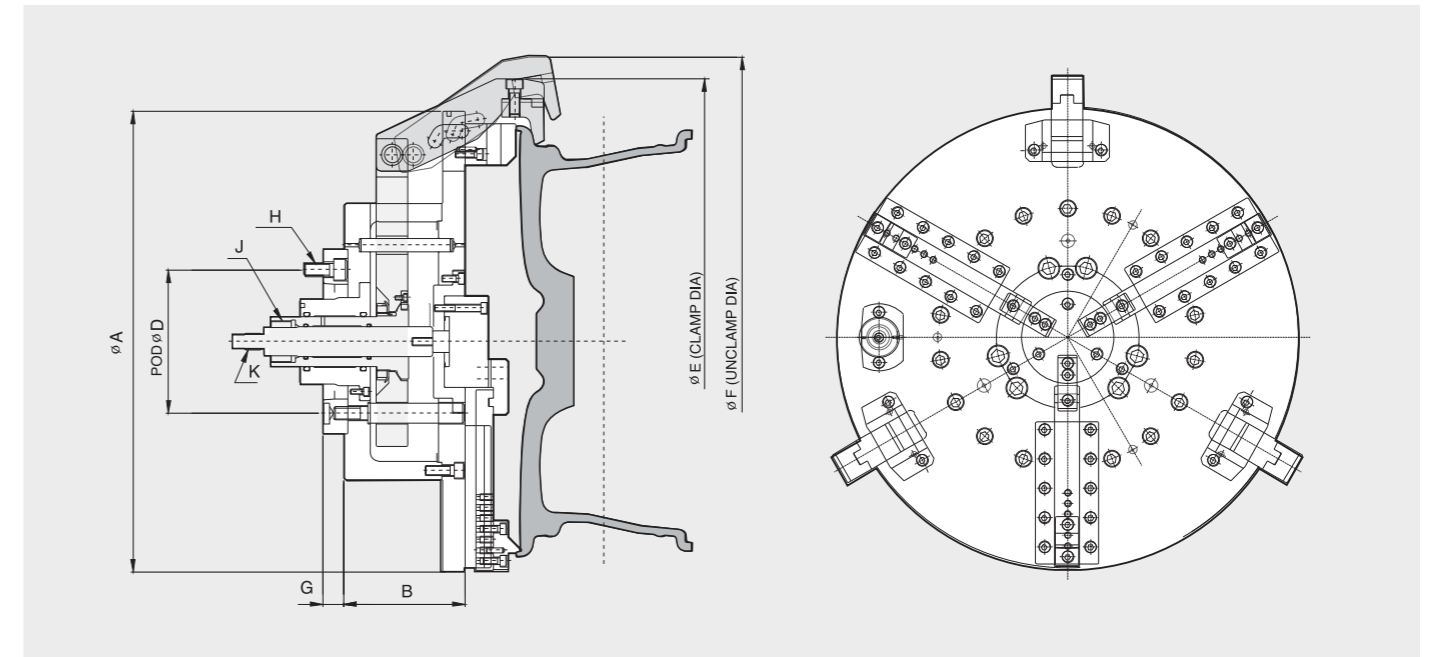 H
J
ø A
POD ø D
K
ø E (CLAMP DIA)
ø F (UNCLAMP DIA)
G
B